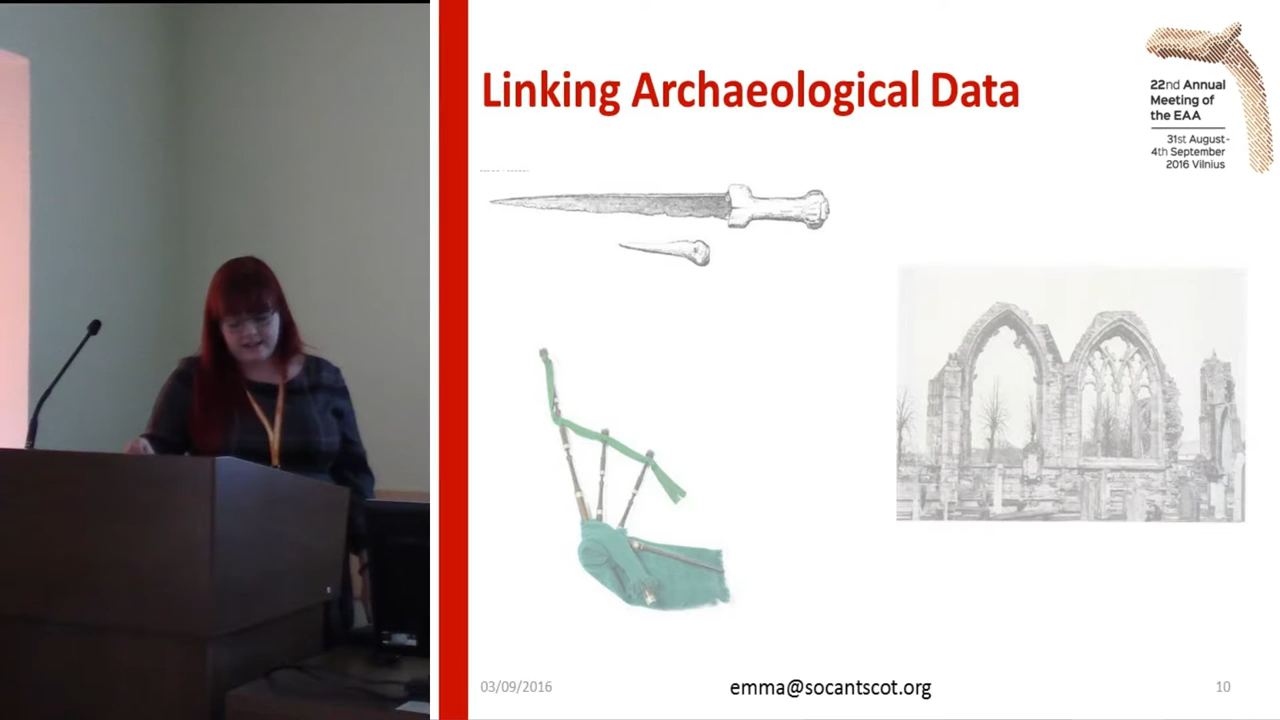 Linking Archaeological Data
22nd Annual
Meeting of
the EAA
31st August-
4th September
2016 Vilnius
03/09/2016
emma@socantscot.org
10